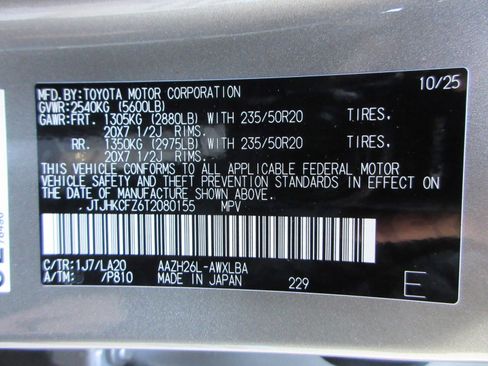 MFD.BY:TOYOTA MOTOR CORPORATION 10/25
GVWR:2540KG (5600LB)
GAWR:FRT. 1305KG (2880LB) WITH 235/50R20 TIRES,
20X7 1/2J RIMS.
RR. 1350KG (2975LB) WITH 235/50R20 TIRES,
20X7 1/2J RIMS.
THIS VEHICLE CONFORMS TO ALL APPLICABLE FEDERAL MOTOR
VEHICLE SAFETY AND THEFT PREVENTION STANDARDS IN EFFECT ON
THE DATE OF MANUFACTURE SHOWN ABOVE.
JTJHKCFZ6T2080155 MPV
C/TR:1J7/LA20 AAZH26L-AWXLBA
A/TM: /P810 MADE IN JAPAN 229 E